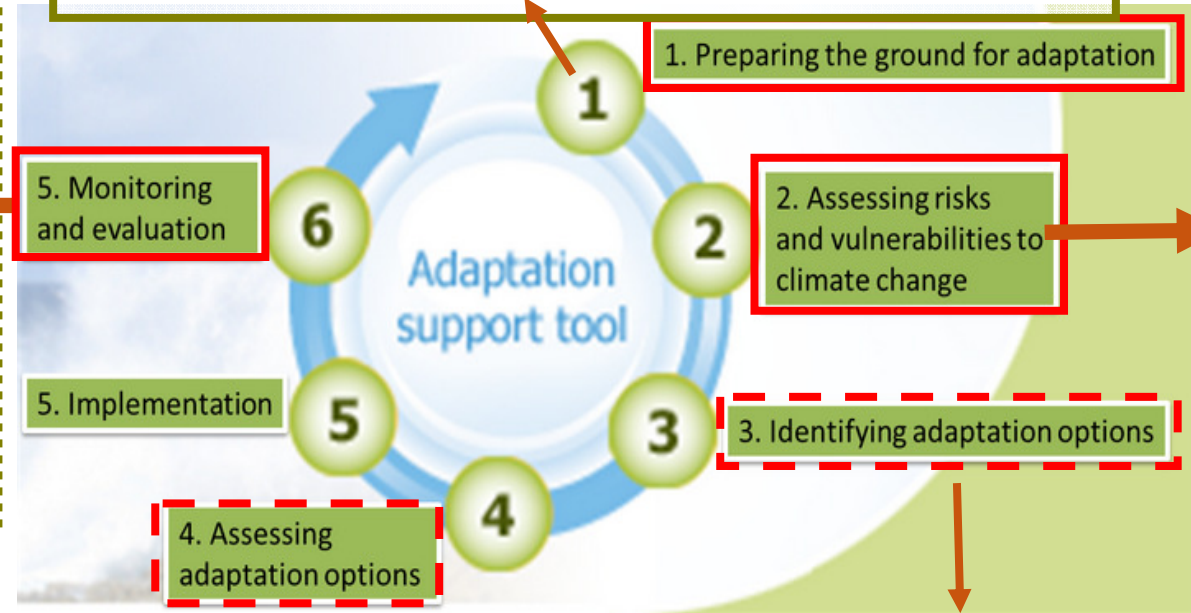 1
1. Preparing the ground for adaptation
2
2. Assessing risks
and vulnerabilities to
climate change
3
3. Identifying adaptation options
4
4. Assessing
adaptation options
5
5. Implementation
6
5. Monitoring
and evaluation
Adaptation
support tool